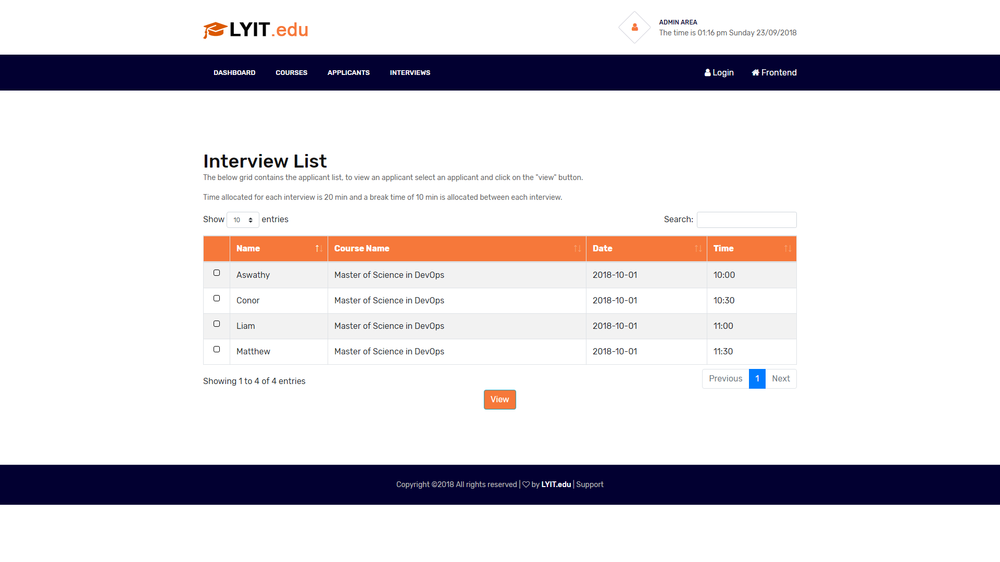 LYIT.edu
ADMIN AREA
The time is 01:16 pm Sunday 23/09/2018
DASHBOARD COURSES APPLICANTS INTERVIEWS Login Frontend
Interview List
The below grid contains the applicant list, to view an applicant select an applicant and click on the "view" button.
Time allocated for each interview is 20 min and a break time of 10 min is allocated between each interview.
Show 10 entries Search:
Name Course Name Date Time
Aswathy Master of Science in DevOps 2018-10-01 10:00
Conor Master of Science in DevOps 2018-10-01 10:30
Liam Master of Science in DevOps 2018-10-01 11:00
Matthew Master of Science in DevOps 2018-10-01 11:30
Showing 1 to 4 of 4 entries Previous 1 Next
View
Copyright ©2018 All rights reserved | ♡ by LYIT.edu | Support